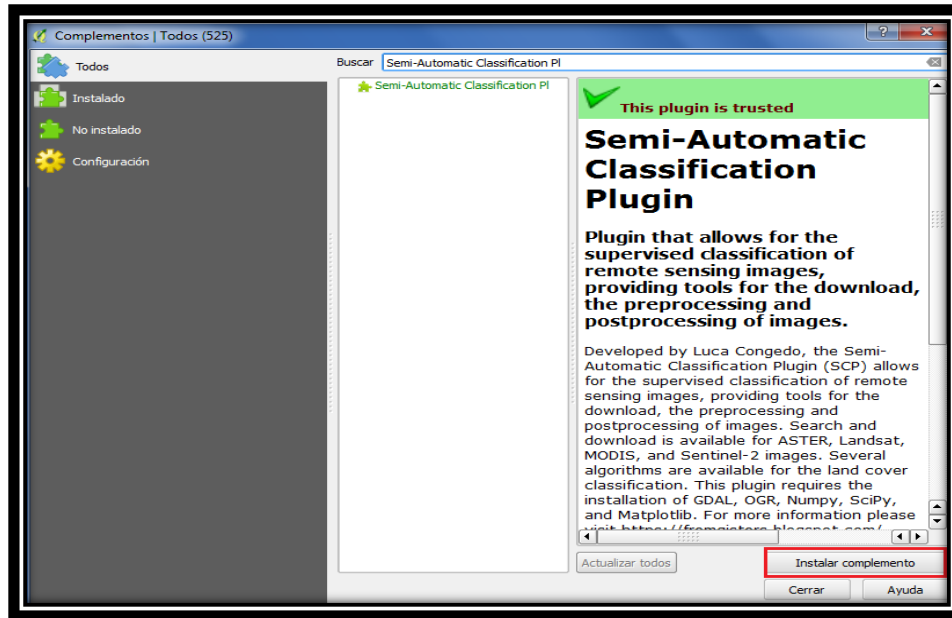 Complementos | Todos (525)
Todos
Instalado
No instalado
Configuración
Buscar Semi-Automatic Classification Pl
Semi-Automatic Classification Pl
This plugin is trusted
Semi-Automatic
Classification
Plugin
Plugin that allows for the
supervised classification of
remote sensing images,
providing tools for the download,
the preprocessing and
postprocessing of images.
Developed by Luca Congedo, the Semi-
Automatic Classification Plugin (SCP) allows
for the supervised classification of remote
sensing images, providing tools for the
download, the preprocessing and
postprocessing of images. Search and
download is available for ASTER, Landsat,
MODIS, and Sentinel-2 images. Several
algorithms are available for the land cover
classification. This plugin requires the
installation of GDAL, OGR, Numpy, SciPy,
and Matplotlib. For more information please
Actualizar todos
Instalar complemento
Cerrar
Ayuda